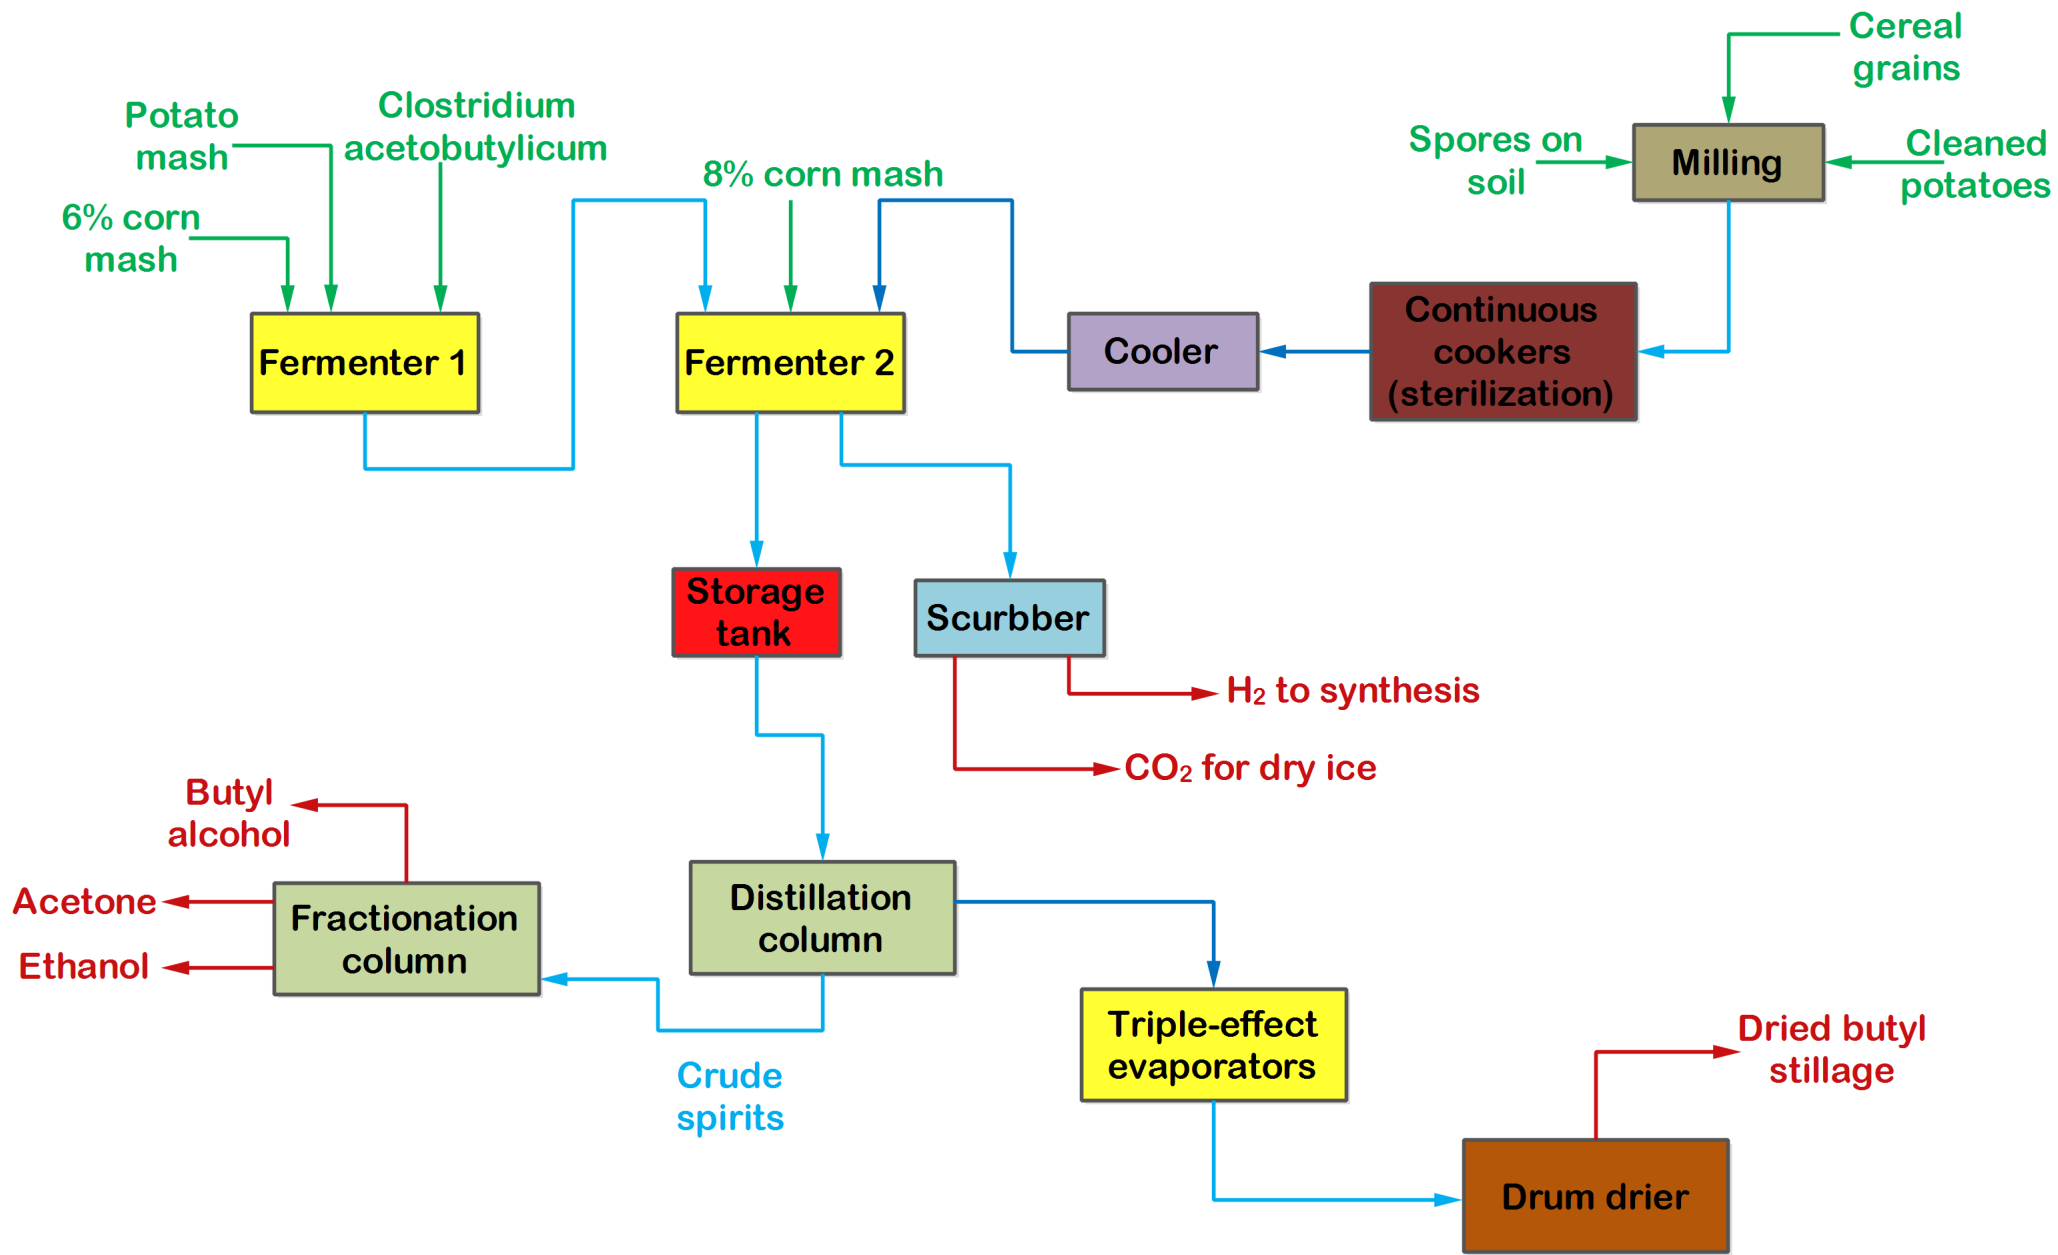 Cereal
grains
Potato
mash
Clostridium
acetobutylicum
Spores on
soil
Milling
Cleaned
potatoes
8% corn mash
6% corn
mash
Fermenter 1
Fermenter 2
Cooler
Continuous
cookers
(sterilization)
Storage
tank
Scurbber
H₂ to synthesis
CO₂ for dry ice
Butyl
alcohol
Acetone
Ethanol
Fractionation
column
Distillation
column
Crude
spirits
Triple-effect
evaporators
Dried butyl
stillage
Drum drier